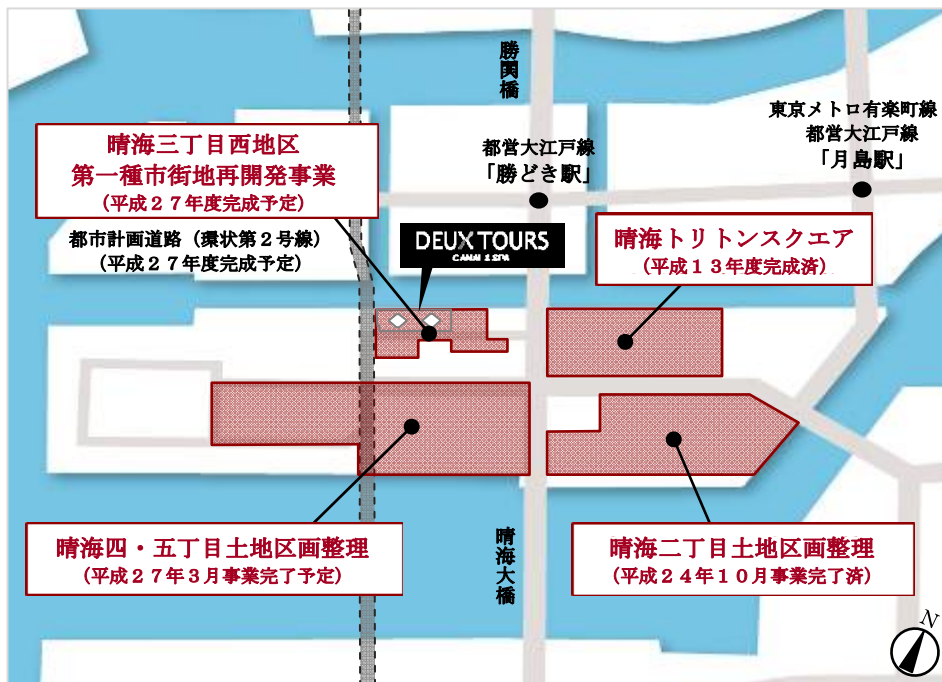 勝閧橋
東京メトロ有楽町線
都営大江戸線
「月島駅」
都営大江戸線
「勝どき駅」
晴海三丁目西地区
第一種市街地再開発事業
(平成27年度完成予定)
都市計画道路(環状第2号線)
(平成27年度完成予定)
DEUX TOURS
CANAL & SPA
晴海トリトンスクエア
(平成13年度完成済)
晴海四・五丁目土地区画整理
(平成27年3月事業完了予定)
晴海大橋
晴海二丁目土地区画整理
(平成24年10月事業完了済)
N